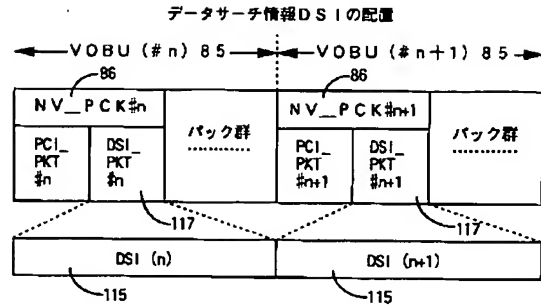 データサーチ情報DSIの配置
VOBU (#n) 85
VOBU (#n+1) 85
86
86
NV_PCK#n
NV_PCK#n+1
パック群
パック群
PCI_
PKT
#n
DSI_
PKT
#n
PCI_
PKT
#n+1
DSI_
PKT
#n+1
117
117
DSI (n)
DSI (n+1)
115
115